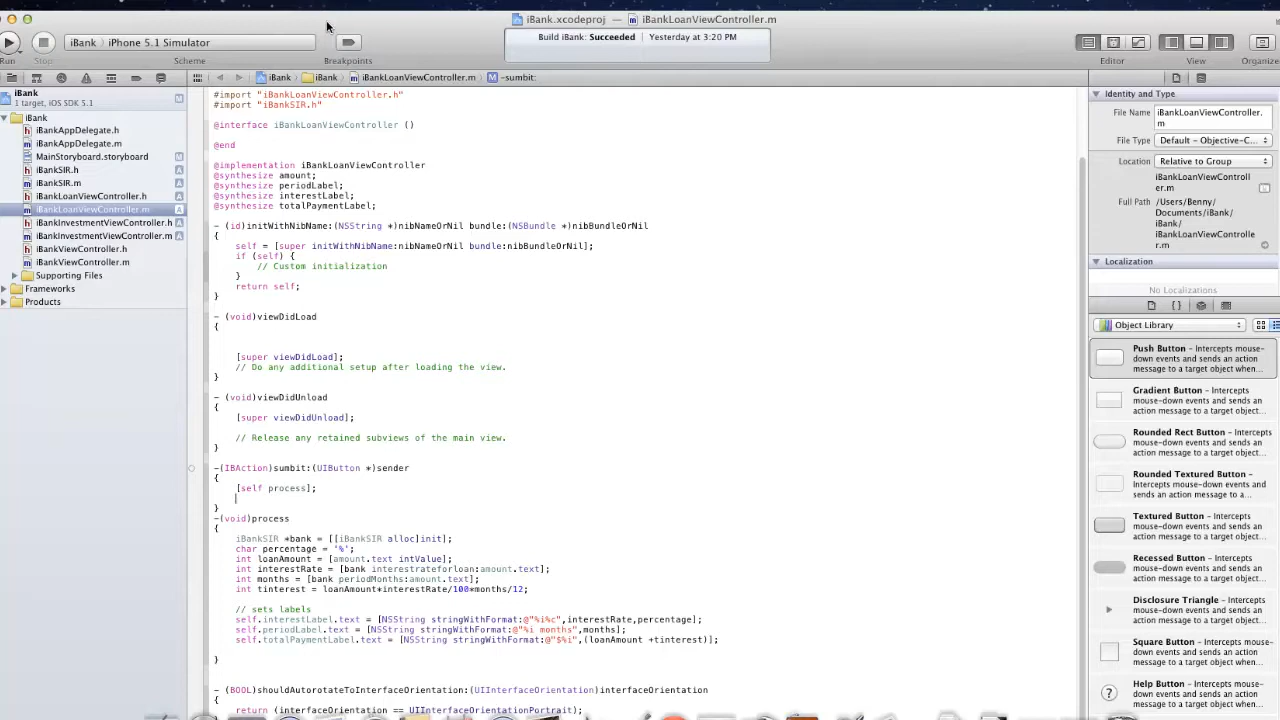 iBank.xcodeproj — iBankLoanViewController.m
iBank iPhone 5.1 Simulator
Build iBank: Succeeded Yesterday at 3:20 PM
Run Stop Scheme Breakpoints Editor View Organize
iBank iBank iBankLoanViewController.m M -sumbit:
iBank
1 target, iOS SDK 5.1
M
iBank
h iBankAppDelegate.h
m iBankAppDelegate.m
MainStoryboard.storyboard M
h iBankSIR.h A
m iBankSIR.m A
h iBankLoanViewController.h A
m iBankLoanViewController.m A
h iBankInvestmentViewController.h A
m iBankInvestmentViewController.m A
h iBankViewController.h
m iBankViewController.m
Supporting Files
Frameworks
Products
#import "iBankLoanViewController.h"
#import "iBankSIR.h"
@interface iBankLoanViewController ()
@end
@implementation iBankLoanViewController
@synthesize amount;
@synthesize periodLabel;
@synthesize interestLabel;
@synthesize totalPaymentLabel;
- (id)initWithNibName:(NSString *)nibNameOrNil bundle:(NSBundle *)nibBundleOrNil
{
self = [super initWithNibName:nibNameOrNil bundle:nibBundleOrNil];
if (self) {
// Custom initialization
}
return self;
}
- (void)viewDidLoad
{
[super viewDidLoad];
// Do any additional setup after loading the view.
}
- (void)viewDidUnload
{
[super viewDidUnload];
// Release any retained subviews of the main view.
}
-(IBAction)sumbit:(UIButton *)sender
{
[self process];
}
-(void)process
{
iBankSIR *bank = [[iBankSIR alloc]init];
char percentage = '%';
int loanAmount = [amount.text intValue];
int interestRate = [bank interestrateforloan:amount.text];
int months = [bank periodMonths:amount.text];
int tinterest = loanAmount*interestRate/100*months/12;
// sets labels
self.interestLabel.text = [NSString stringWithFormat:@"%i%c",interestRate,percentage];
self.periodLabel.text = [NSString stringWithFormat:@"%i months",months];
self.totalPaymentLabel.text = [NSString stringWithFormat:@"$%i",(loanAmount +tinterest)];
}
- (BOOL)shouldAutorotateToInterfaceOrientation:(UIInterfaceOrientation)interfaceOrientation
{
return (interfaceOrientation == UIInterfaceOrientationPortrait);
Identity and Type
File Name iBankLoanViewController.
m
File Type Default - Objective-C...
Location Relative to Group
iBankLoanViewControll
er.m
Full Path /Users/Benny/
Documents/iBank/
iBank/
iBankLoanViewControlle
r.m
Localization
No Localizations
Object Library
Push Button - Intercepts mouse-
down events and sends an action
message to a target object when...
Gradient Button - Intercepts
mouse-down events and sends an
action message to a target object...
Rounded Rect Button - Intercepts
mouse-down events and sends an
action message to a target object...
Rounded Textured Button -
Intercepts mouse-down events and
sends an action message to a...
Textured Button - Intercepts
mouse-down events and sends an
action message to a target object...
Recessed Button - Intercepts
mouse-down events and sends an
action message to a target object...
Disclosure Triangle - Intercepts
mouse-down events and sends an
action message to a target object...
Square Button - Intercepts
mouse-down events and sends an
action message to a target object...
Help Button - Intercepts mouse-
down events and sends an action
message to a target object when...